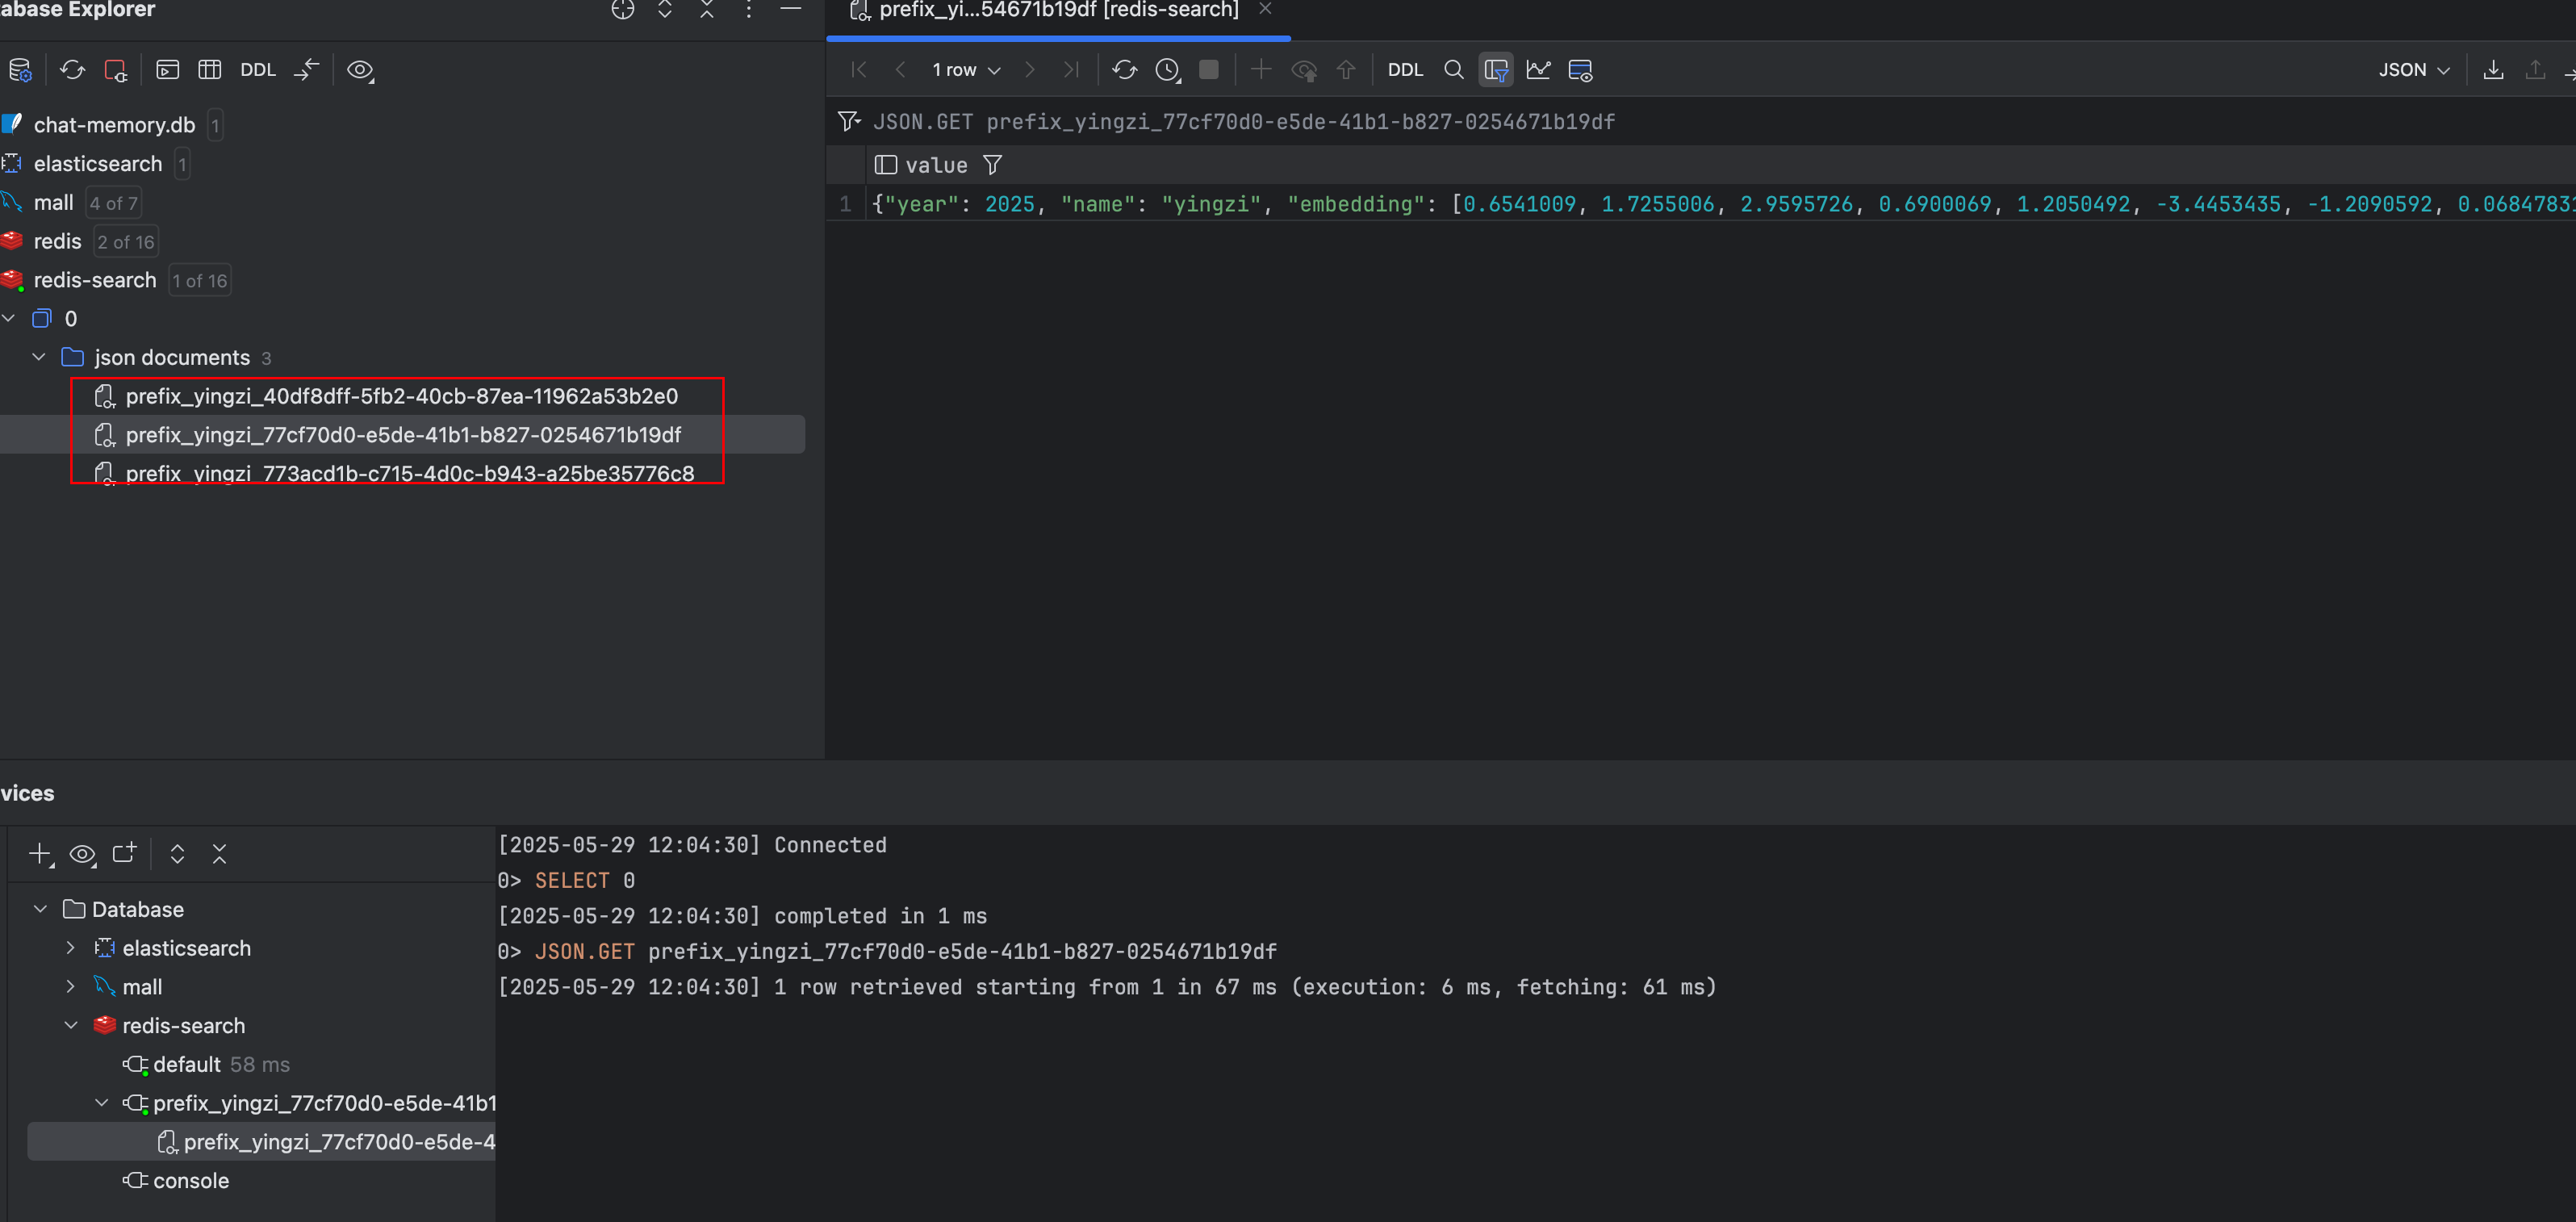 abase Explorer
DDL
chat-memory.db 1
elasticsearch 1
mall 4 of 7
redis 2 of 16
redis-search 1 of 16
0
json documents 3
prefix_yingzi_40df8dff-5fb2-40cb-87ea-11962a53b2e0
prefix_yingzi_77cf70d0-e5de-41b1-b827-0254671b19df
prefix_yingzi_773acd1b-c715-4d0c-b943-a25be35776c8
prefix_yi...54671b19df [redis-search]
1 row DDL JSON
JSON.GET prefix_yingzi_77cf70d0-e5de-41b1-b827-0254671b19df
value
1 {"year": 2025, "name": "yingzi", "embedding": [0.6541009, 1.7255006, 2.9595726, 0.6900069, 1.2050492, -3.4453435, -1.2090592, 0.06847831
vices
Database
elasticsearch
mall
redis-search
default 58 ms
prefix_yingzi_77cf70d0-e5de-41b1
prefix_yingzi_77cf70d0-e5de-4
console
[2025-05-29 12:04:30] Connected
0> SELECT 0
[2025-05-29 12:04:30] completed in 1 ms
0> JSON.GET prefix_yingzi_77cf70d0-e5de-41b1-b827-0254671b19df
[2025-05-29 12:04:30] 1 row retrieved starting from 1 in 67 ms (execution: 6 ms, fetching: 61 ms)